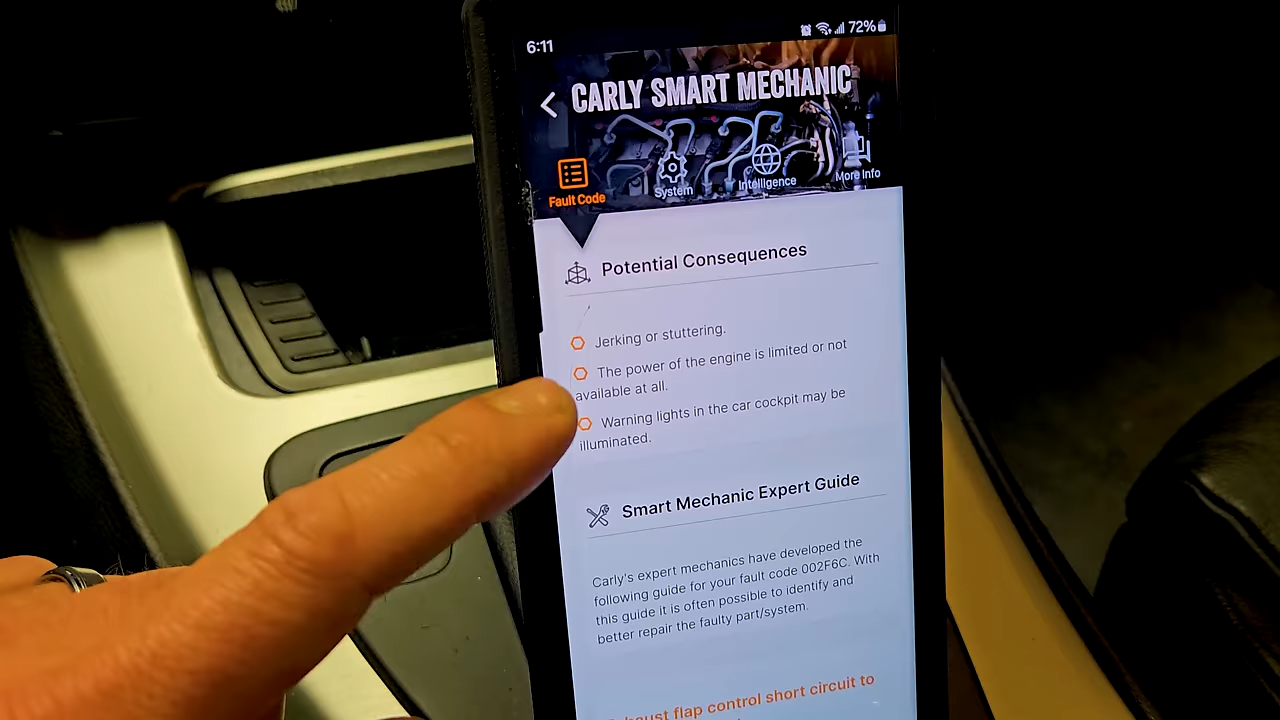 6:11
72%
CARLY SMART MECHANIC
Fault Code
System
Intelligence
More Info
Potential Consequences
Jerking or stuttering.
The power of the engine is limited or not
available at all.
Warning lights in the car cockpit may be
illuminated.
Smart Mechanic Expert Guide
Carly's expert mechanics have developed the
following guide for your fault code 002F6C. With
this guide it is often possible to identify and
better repair the faulty part/system.
flap control short circuit to